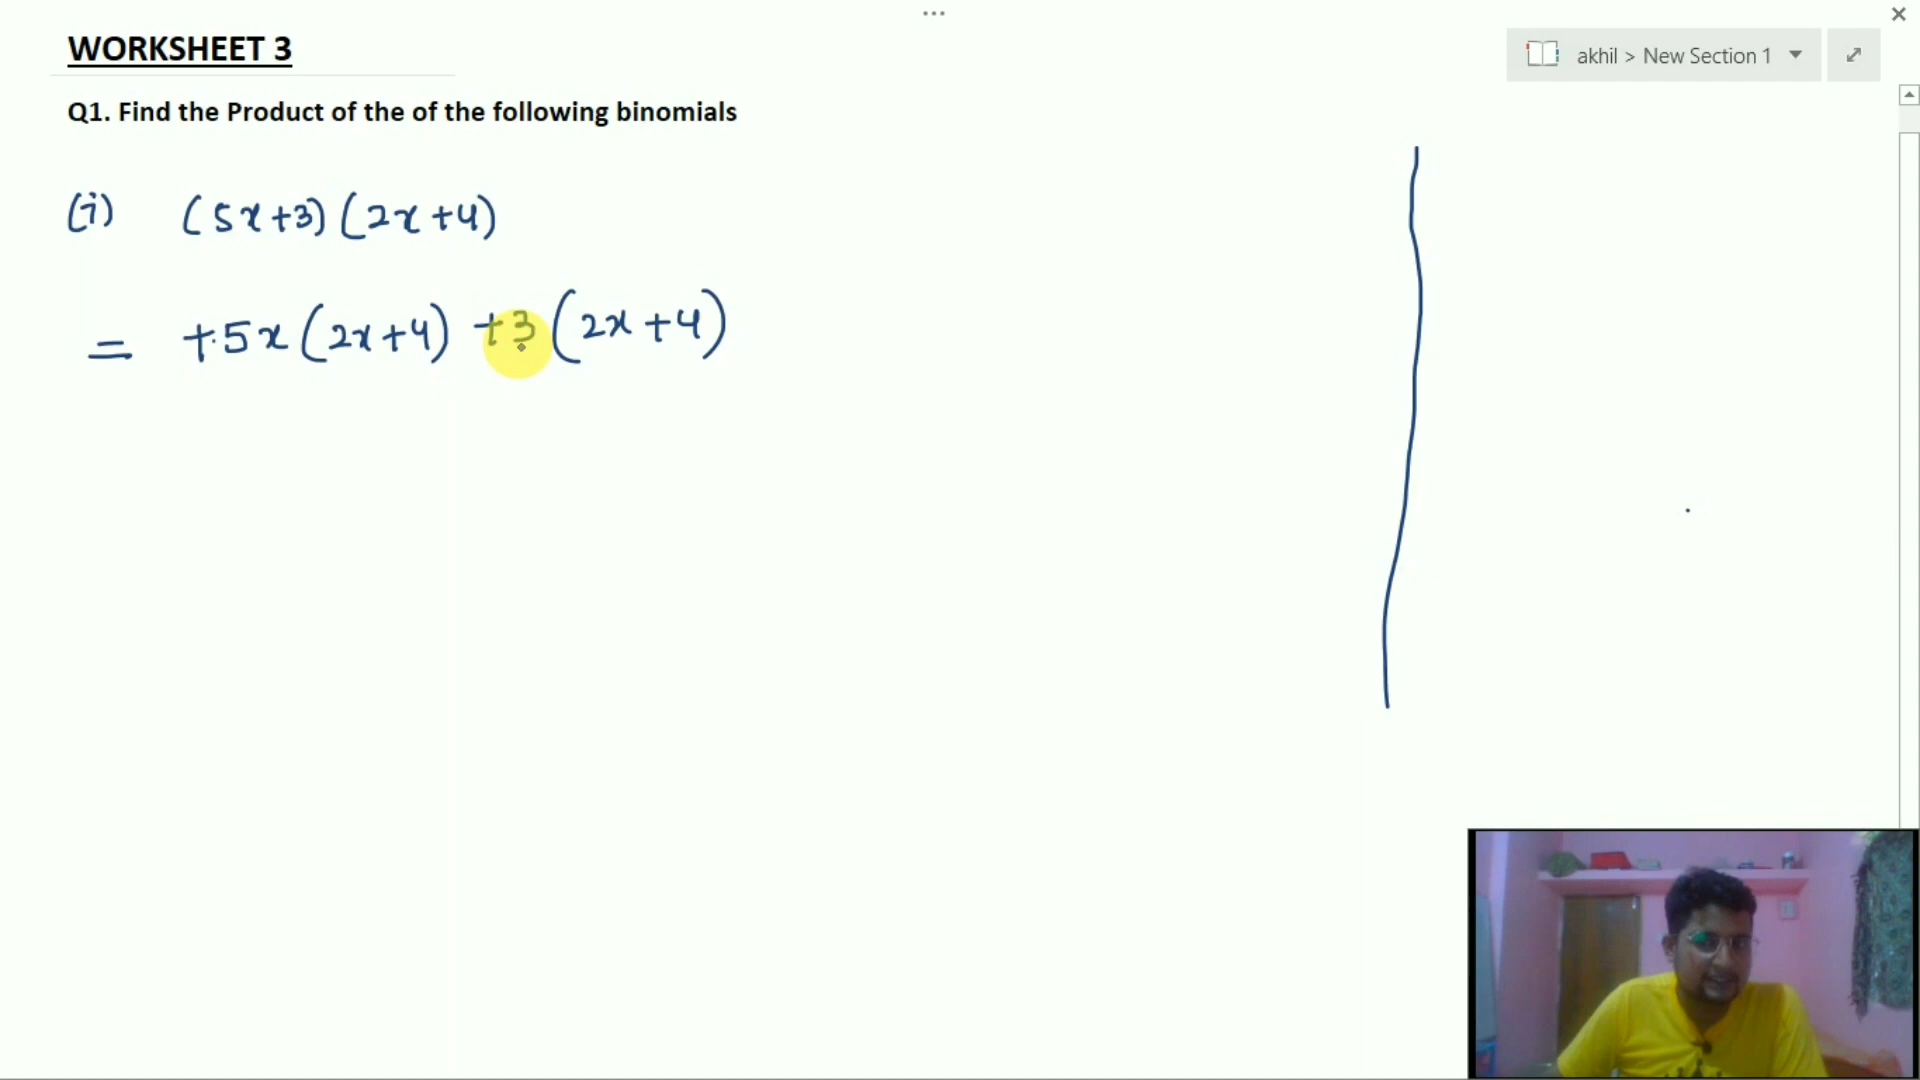 WORKSHEET 3
akhil > New Section 1
Q1. Find the Product of the of the following binomials
(i) (5x+3)(2x+4)
= +5x(2x+4) +3(2x+4)